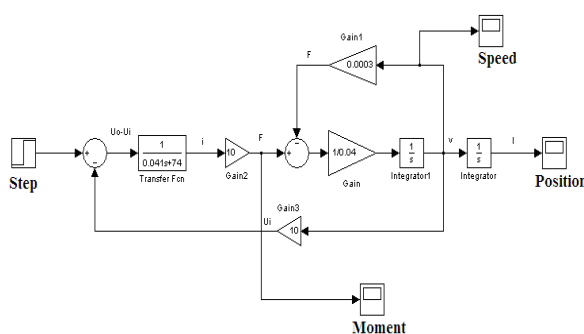 Gain1
F
0.0003
Speed
Step
+
−
Uo-Ui
1
0.041s+74
Transfer Fcn
i
10
Gain2
F
−
+
1/0.04
Gain
1
s
Integrator1
v
1
s
Integrator
l
Position
Gain3
Ui
10
Moment